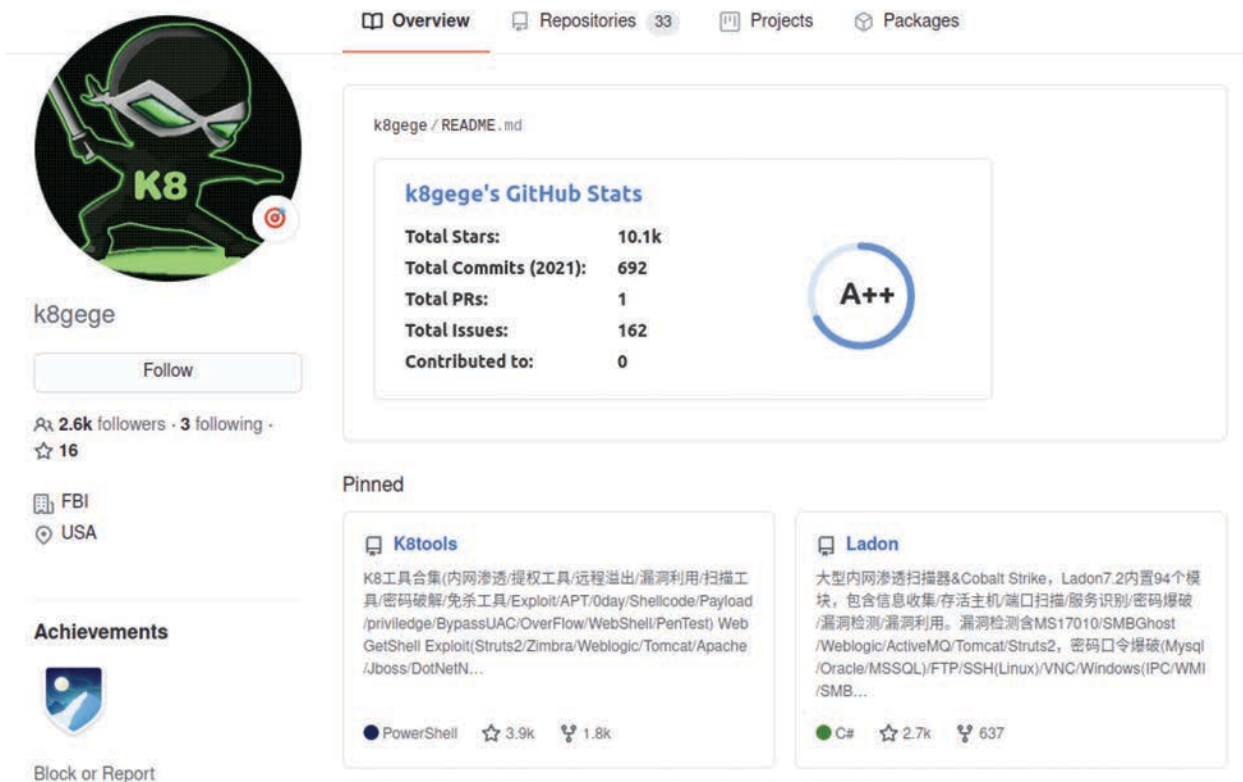 Overview Repositories 33 Projects Packages
K8
k8gege
Follow
2.6k followers · 3 following ·
16
FBI
USA
Achievements
Block or Report
k8gege/README.md
k8gege's GitHub Stats
Total Stars: 10.1k
Total Commits (2021): 692
Total PRs: 1
Total Issues: 162
Contributed to: 0
A++
Pinned
K8tools
K8工具合集(内网渗透/提权工具/远程溢出/漏洞利用/扫描工
具/密码破解/免杀工具/Exploit/APT/0day/Shellcode/Payload
/priviledge/BypassUAC/OverFlow/WebShell/PenTest) Web
GetShell Exploit(Struts2/Zimbra/Weblogic/Tomcat/Apache
/Jboss/DotNetN...
PowerShell 3.9k 1.8k
Ladon
大型内网渗透扫描器&Cobalt Strike，Ladon7.2内置94个模
块，包含信息收集/存活主机/端口扫描/服务识别/密码爆破
/漏洞检测/漏洞利用。漏洞检测含MS17010/SMBGhost
/Weblogic/ActiveMQ/Tomcat/Struts2，密码口令爆破(Mysql
/Oracle/MSSQL)/FTP/SSH(Linux)/VNC/Windows(IPC/WMI
/SMB...
C# 2.7k 637